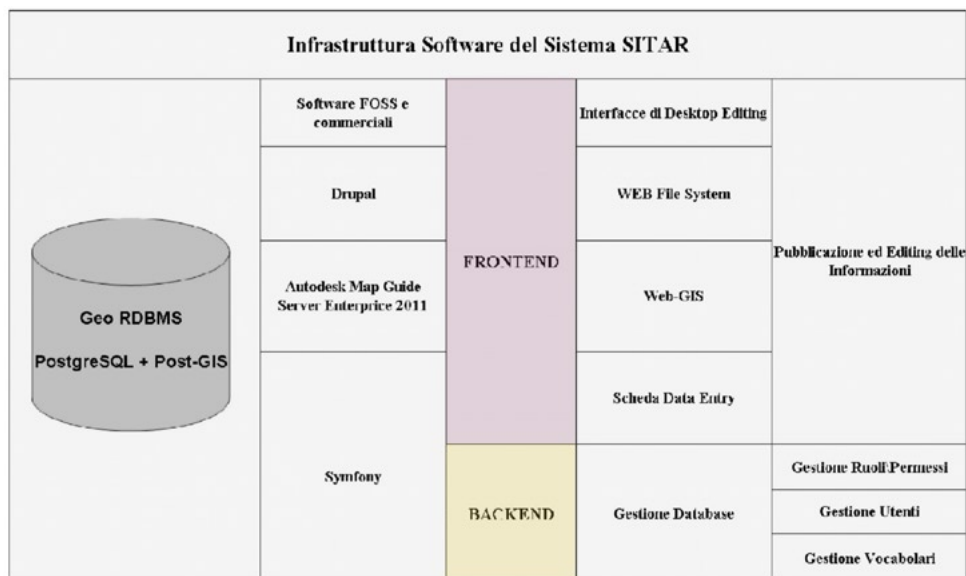 Infrastruttura Software del Sistema SITAR
Geo RDBMS
PostgreSQL + Post-GIS
Software FOSS e
commerciali
Drupal
Autodesk Map Guide
Server Enterprice 2011
Symfony
FRONTEND
BACKEND
Interfacce di Desktop Editing
WEB File System
Web-GIS
Scheda Data Entry
Gestione Database
Pubblicazione ed Editing delle
Informazioni
Gestione Ruoli\Permessi
Gestione Utenti
Gestione Vocabolari